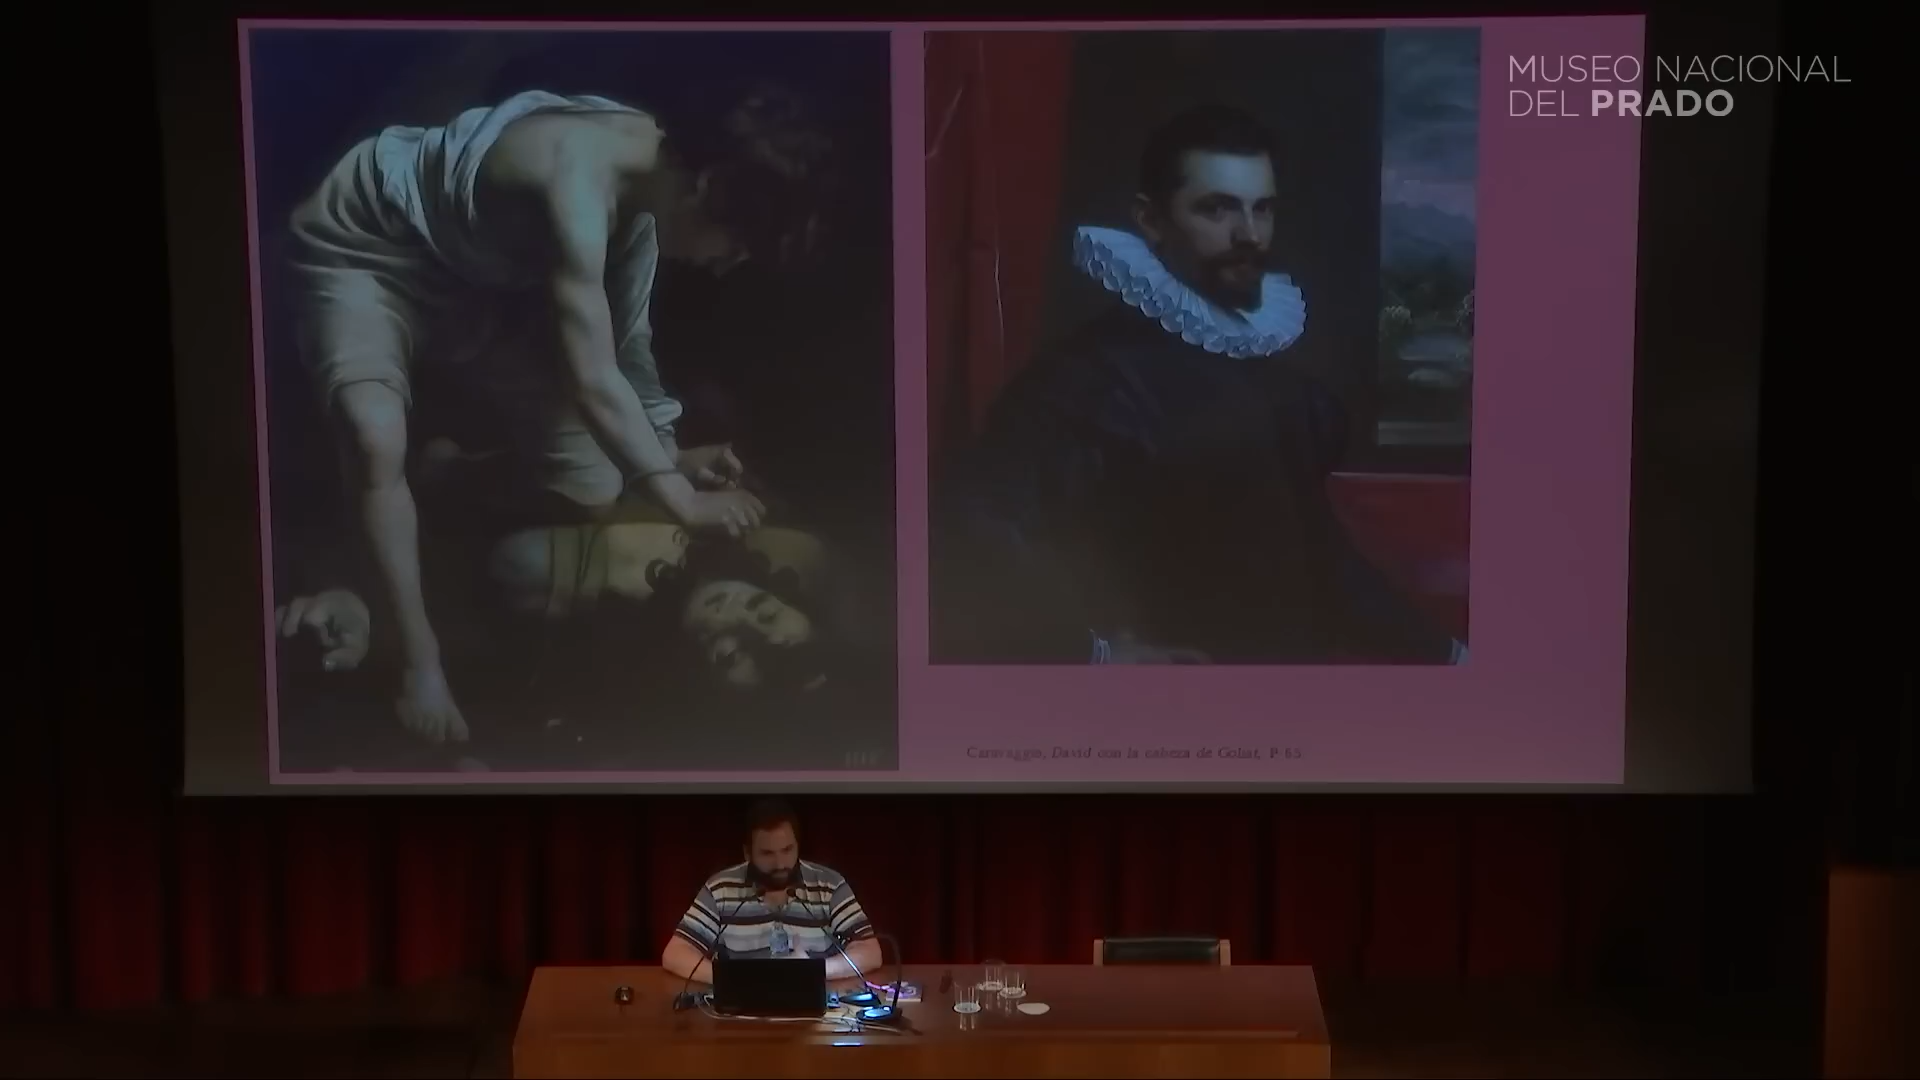 MUSEO NACIONAL
DEL PRADO
Caravaggio, David con la cabeza de Goliat, P 65.